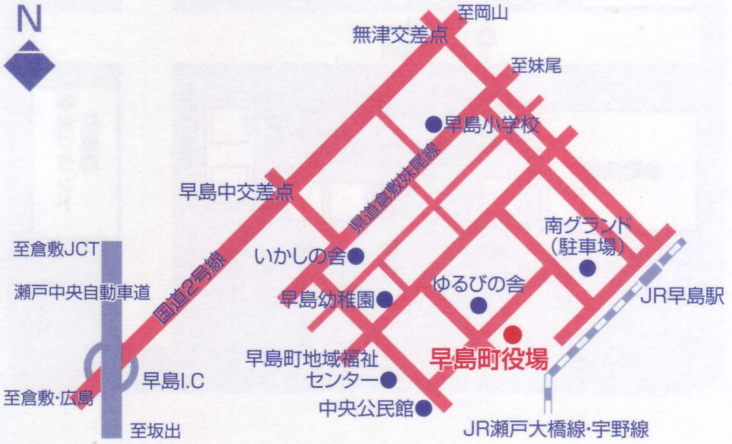 N
至岡山
無津交差点
至妹尾
早島小学校
県道倉敷妹尾線
早島中交差点
南グランド
（駐車場）
至倉敷JCT
いかしの舎
国道2号線
瀬戸中央自動車道
早島幼稚園
ゆるびの舎
JR早島駅
早島町役場
早島町地域福祉
センター
早島I.C
至倉敷・広島
中央公民館
至坂出
JR瀬戸大橋線・宇野線